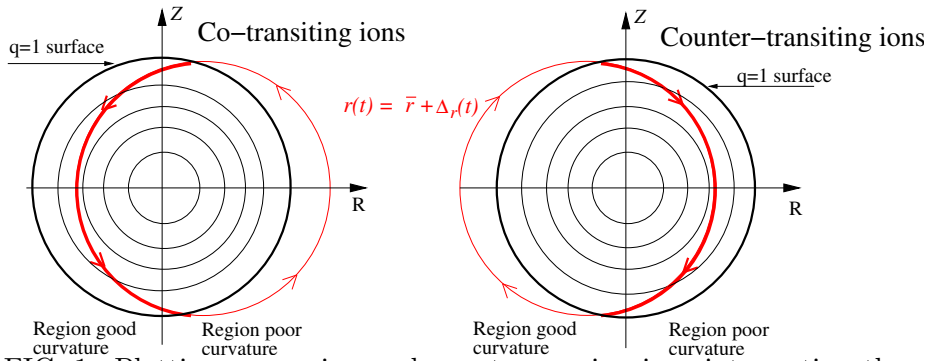 Z
Co−transiting ions
q=1 surface
R
Region good
curvature
Region poor
curvature
r(t) = r̅ + Δr(t)
Z
Counter−transiting ions
q=1 surface
R
Region good
curvature
Region poor
curvature